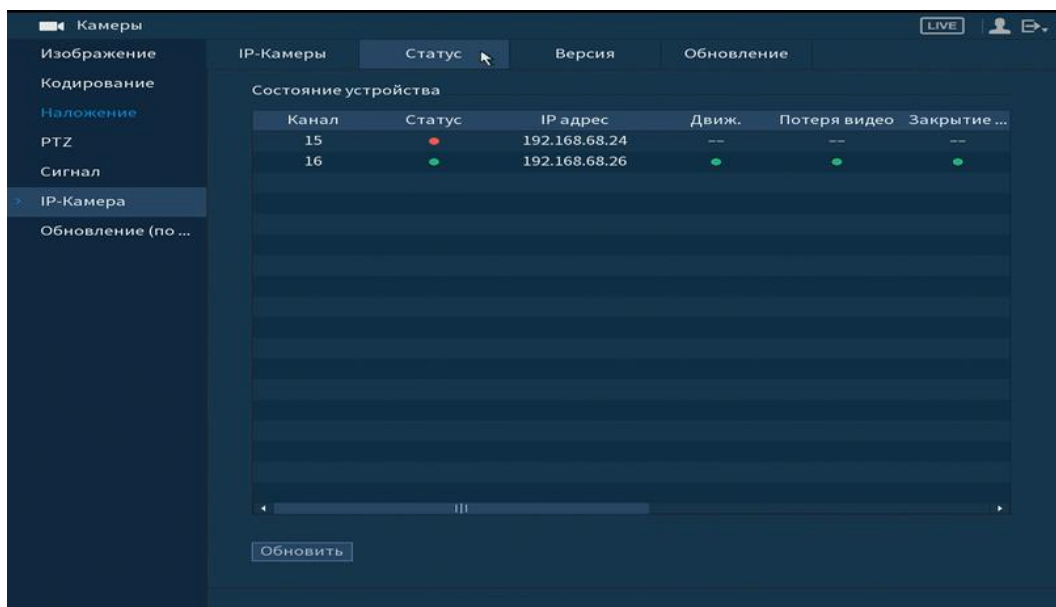 Камеры
LIVE
Изображение
Кодирование
Наложение
PTZ
Сигнал
IP-Камера
Обновление (по ...
IP-Камеры Статус Версия Обновление
Состояние устройства
Канал Статус IP адрес Движ. Потеря видео Закрытие ...
15 192.168.68.24 -- -- --
16 192.168.68.26
Обновить